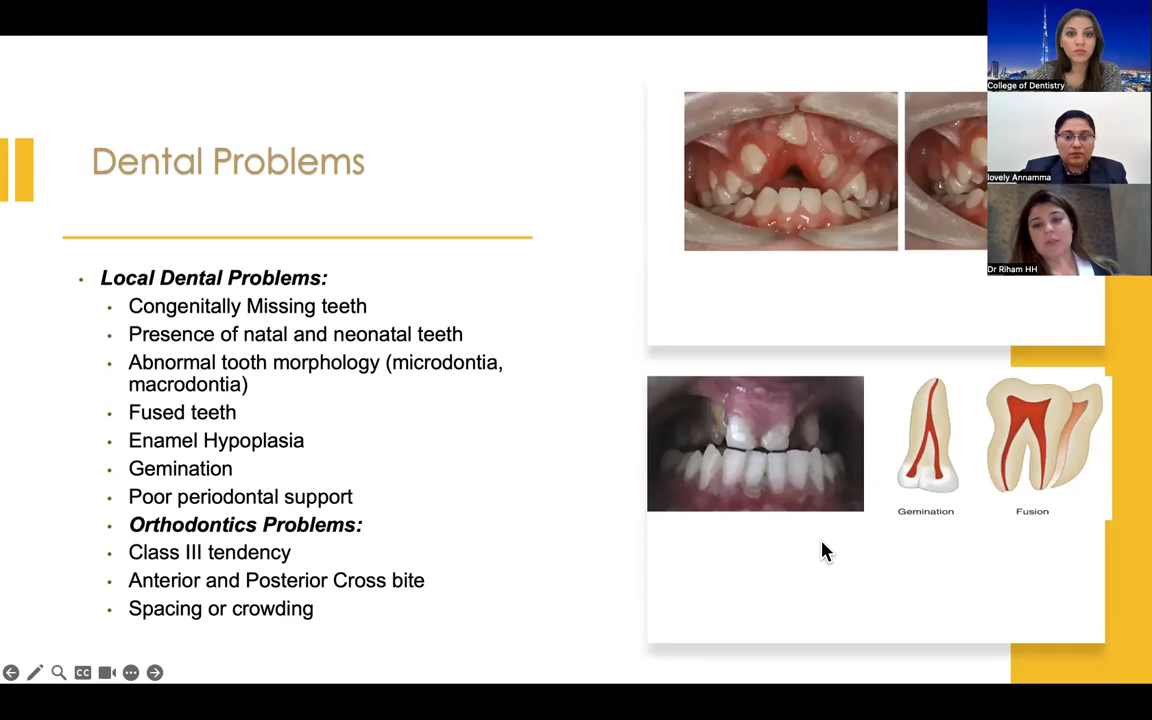 Dental Problems
Local Dental Problems:
Congenitally Missing teeth
Presence of natal and neonatal teeth
Abnormal tooth morphology (microdontia,
macrodontia)
Fused teeth
Enamel Hypoplasia
Gemination
Poor periodontal support
Orthodontics Problems:
Class III tendency
Anterior and Posterior Cross bite
Spacing or crowding
Gemination
Fusion
College of Dentistry
lovely Annamma
Dr Riham HH
CC